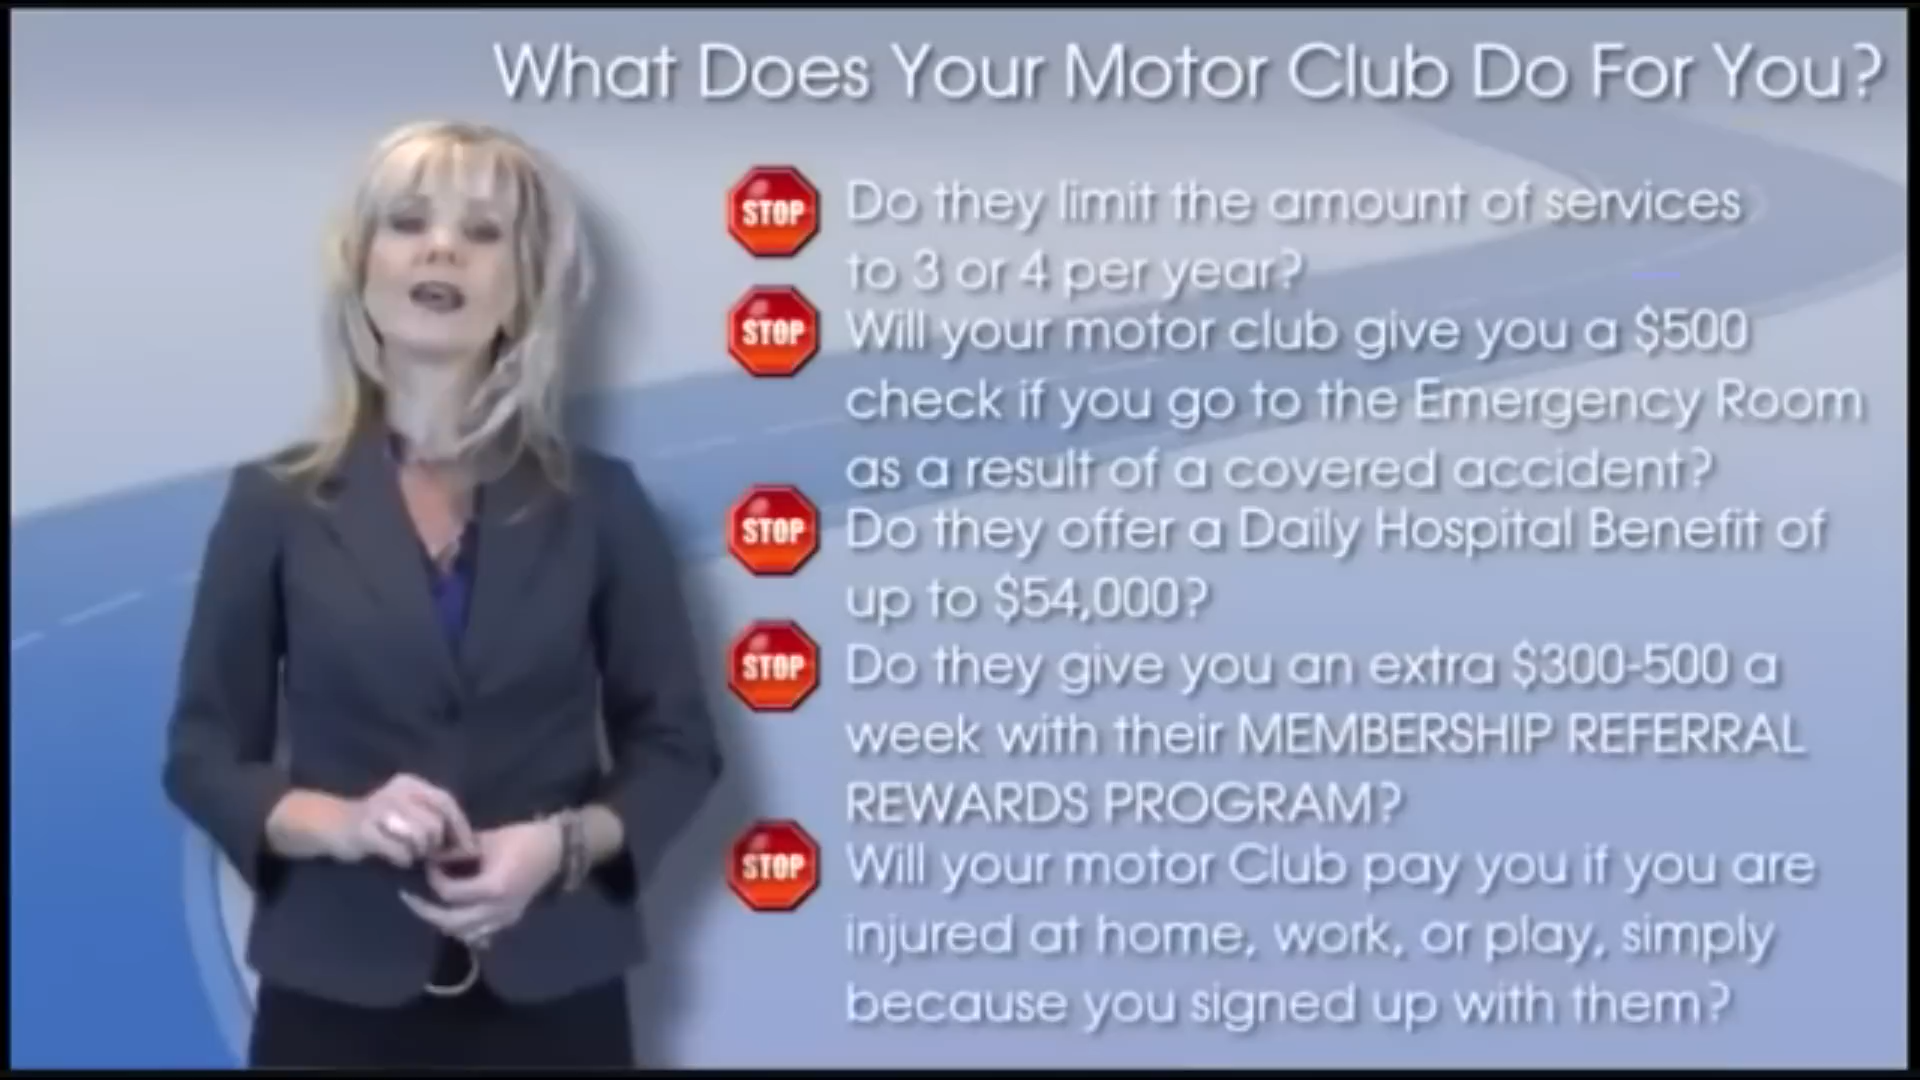 What Does Your Motor Club Do For You?
STOP Do they limit the amount of services
to 3 or 4 per year?
STOP Will your motor club give you a $500
check if you go to the Emergency Room
as a result of a covered accident?
STOP Do they offer a Daily Hospital Benefit of
up to $54,000?
STOP Do they give you an extra $300-500 a
week with their MEMBERSHIP REFERRAL
REWARDS PROGRAM?
STOP Will your motor Club pay you if you are
injured at home, work, or play, simply
because you signed up with them?